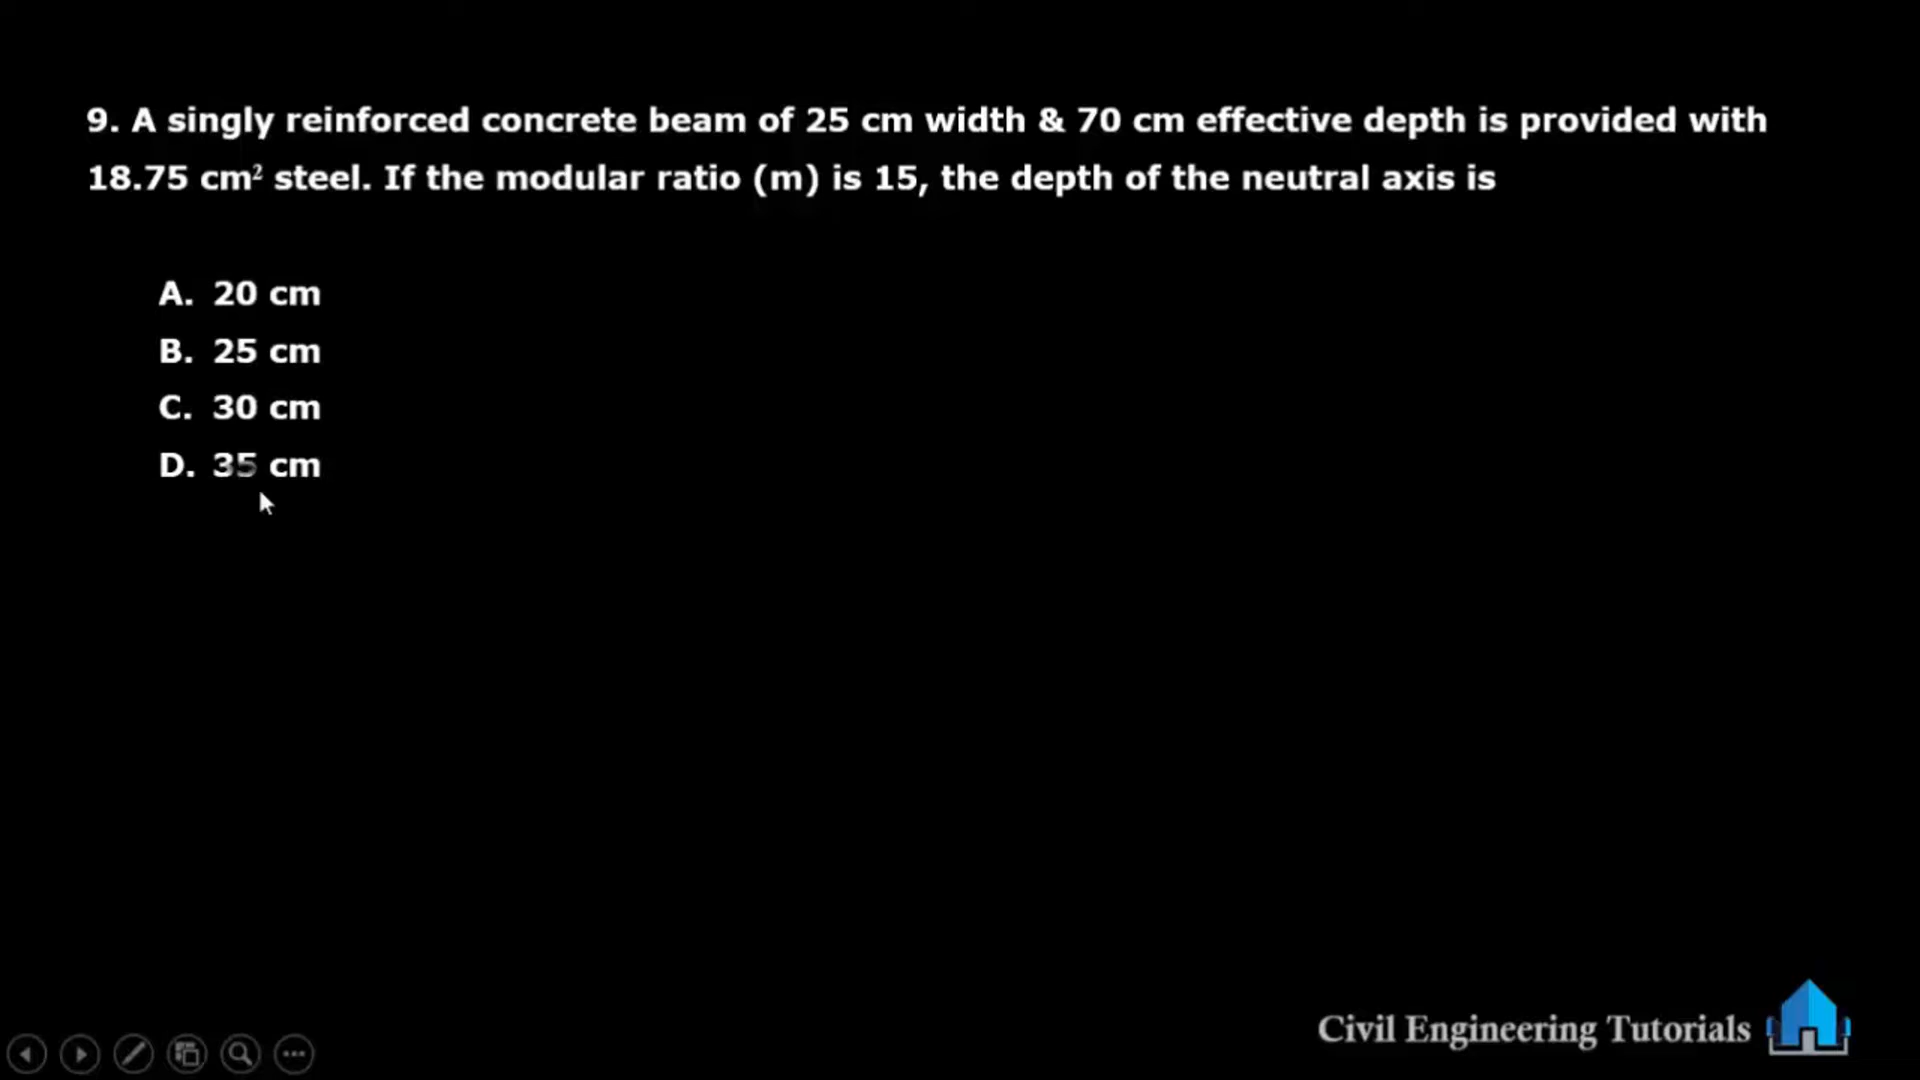 9. A singly reinforced concrete beam of 25 cm width & 70 cm effective depth is provided with
18.75 cm² steel. If the modular ratio (m) is 15, the depth of the neutral axis is
A. 20 cm
B. 25 cm
C. 30 cm
D. 35 cm
Civil Engineering Tutorials